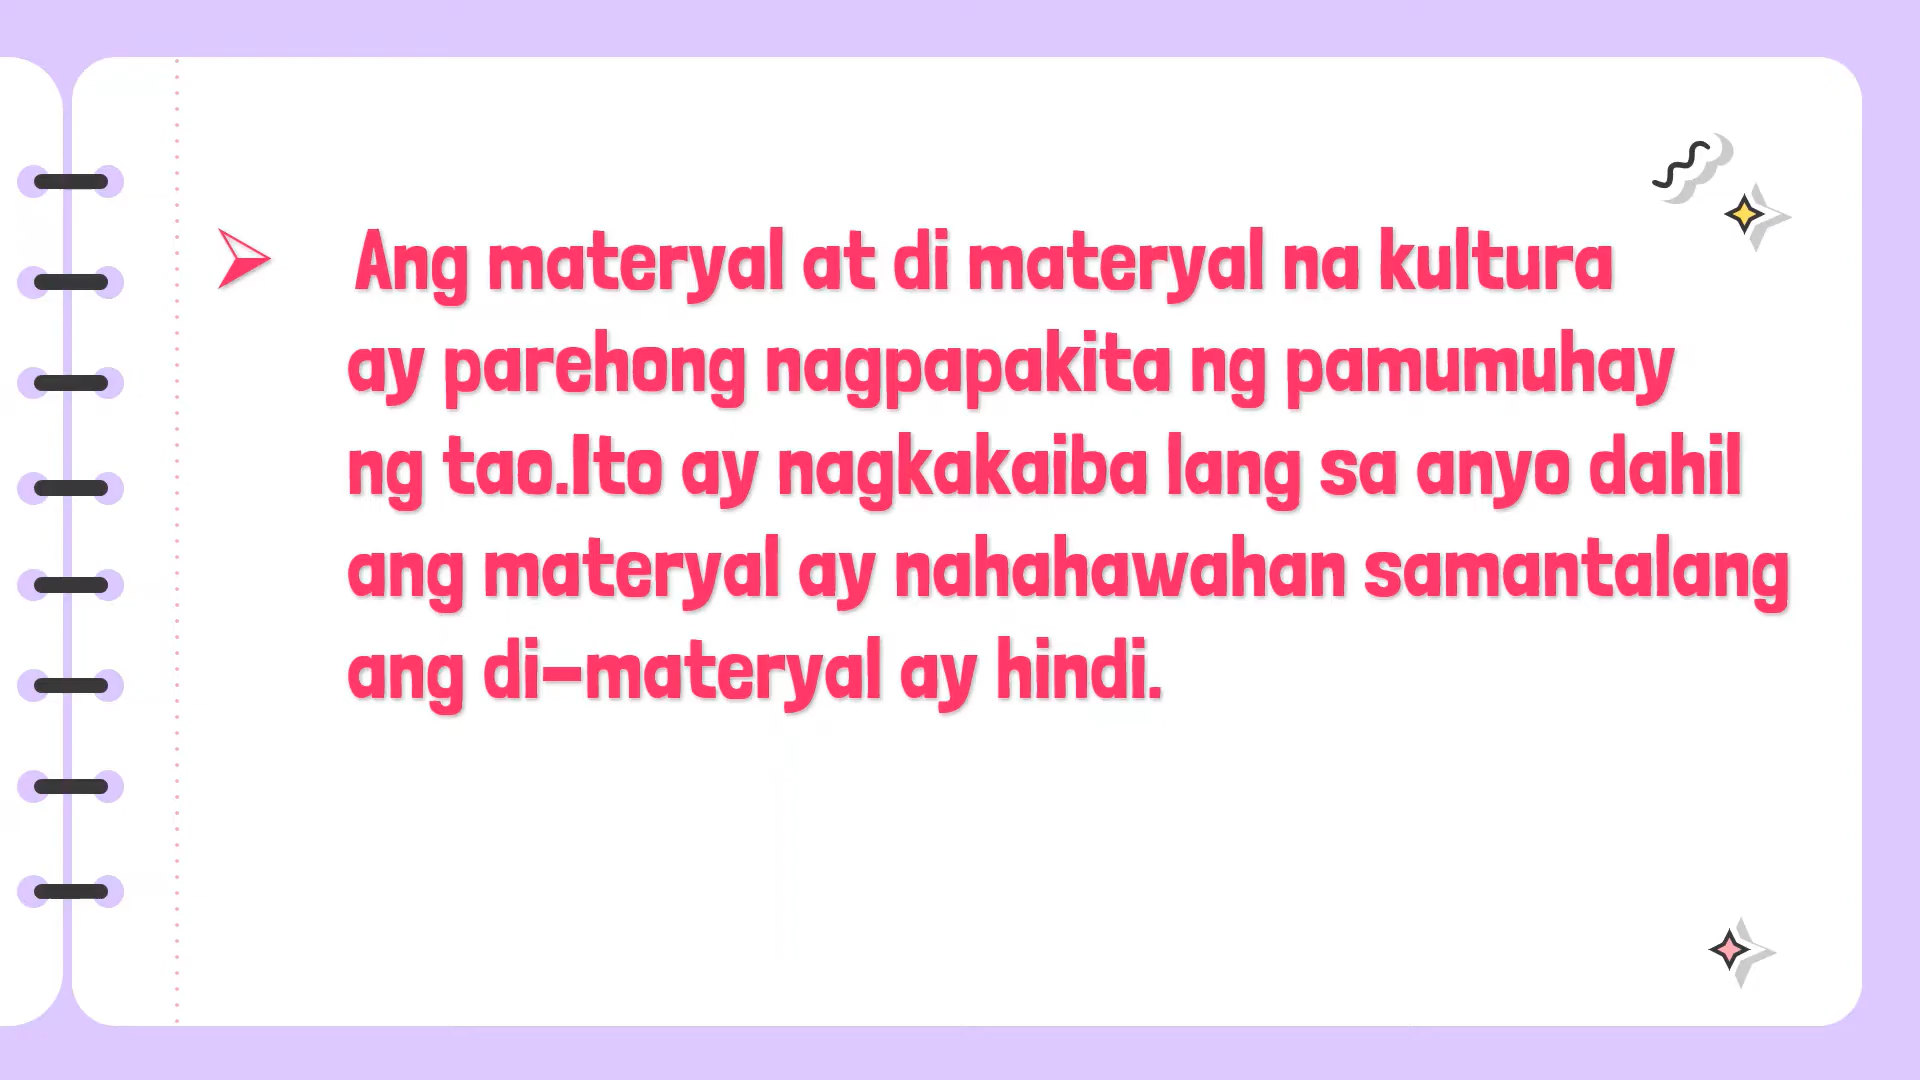 Ang materyal at di materyal na kultura
ay parehong nagpapakita ng pamumuhay
ng tao.Ito ay nagkakaiba lang sa anyo dahil
ang materyal ay nahahawahan samantalang
ang di-materyal ay hindi.